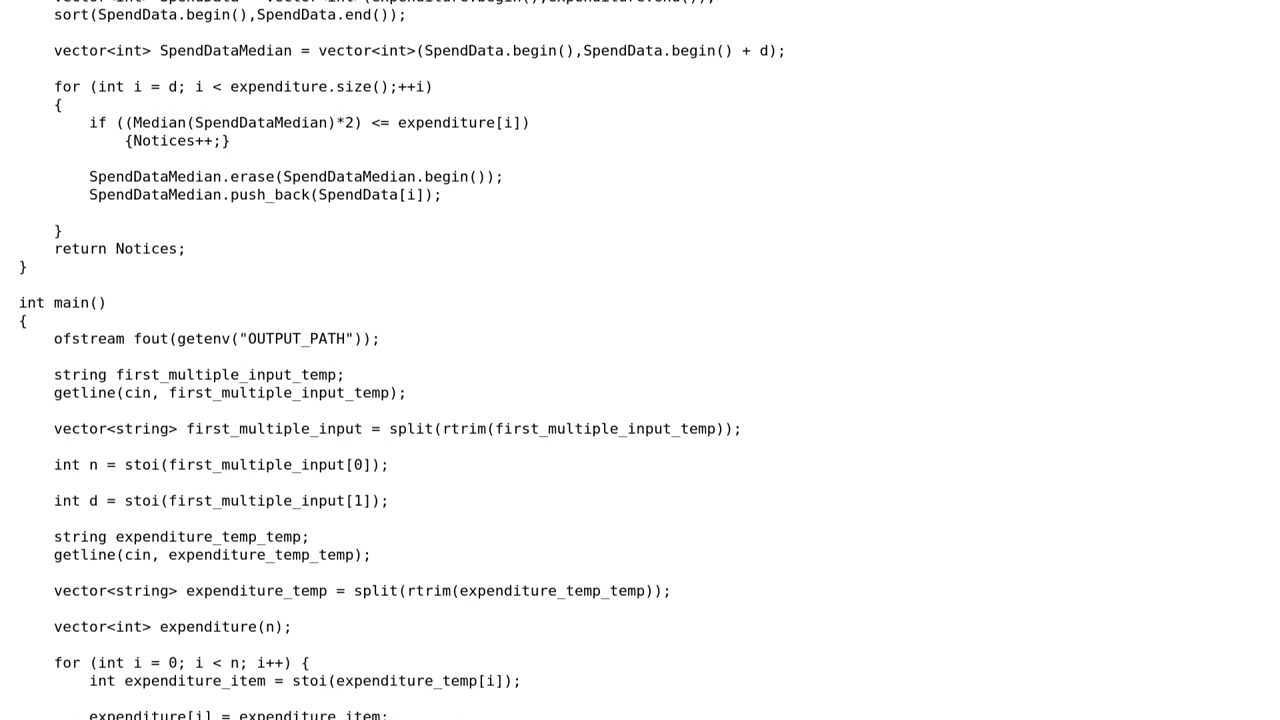 sort(SpendData.begin(),SpendData.end());
vector<int> SpendDataMedian = vector<int>(SpendData.begin(),SpendData.begin() + d);
for (int i = d; i < expenditure.size();++i)
{
if ((Median(SpendDataMedian)*2) <= expenditure[i])
{Notices++;}
SpendDataMedian.erase(SpendDataMedian.begin());
SpendDataMedian.push_back(SpendData[i]);
}
return Notices;
}
int main()
{
ofstream fout(getenv("OUTPUT_PATH"));
string first_multiple_input_temp;
getline(cin, first_multiple_input_temp);
vector<string> first_multiple_input = split(rtrim(first_multiple_input_temp));
int n = stoi(first_multiple_input[0]);
int d = stoi(first_multiple_input[1]);
string expenditure_temp_temp;
getline(cin, expenditure_temp_temp);
vector<string> expenditure_temp = split(rtrim(expenditure_temp_temp));
vector<int> expenditure(n);
for (int i = 0; i < n; i++) {
int expenditure_item = stoi(expenditure_temp[i]);
expenditure[i] = expenditure_item;